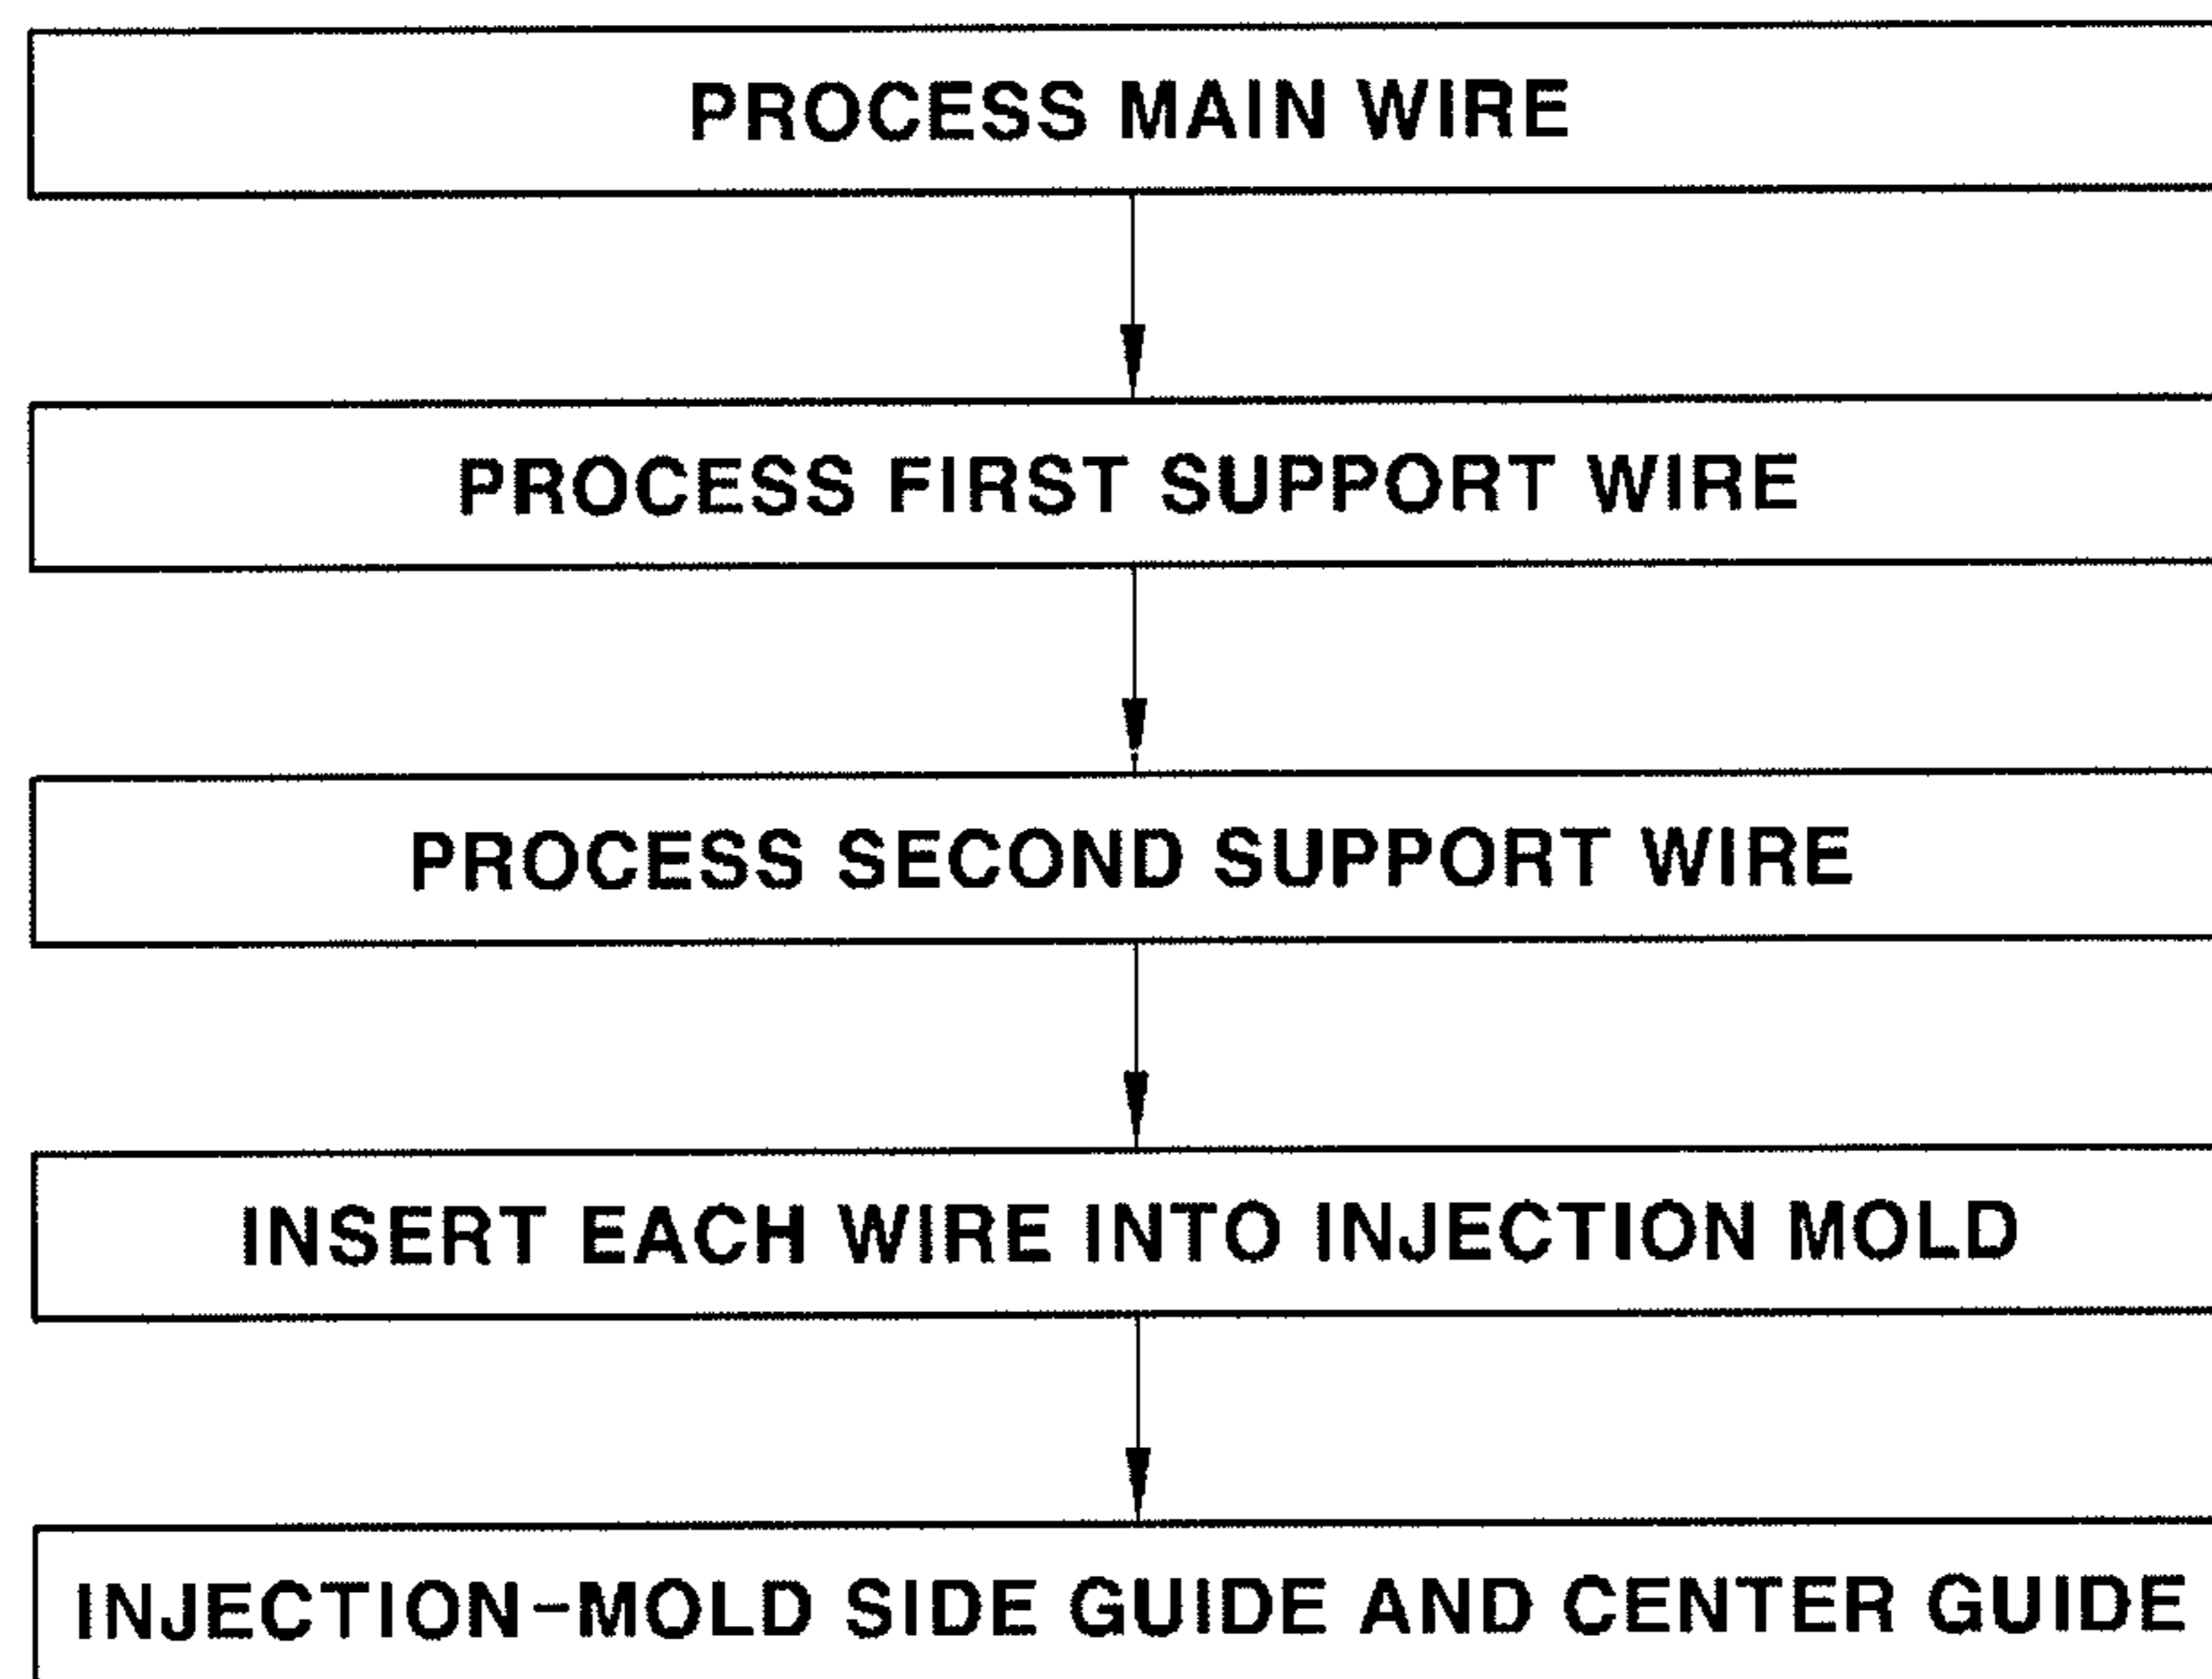 PROCESS MAIN WIRE
PROCESS FIRST SUPPORT WIRE
PROCESS SECOND SUPPORT WIRE
INSERT EACH WIRE INTO INJECTION MOLD
INJECTION-MOLD SIDE GUIDE AND CENTER GUIDE